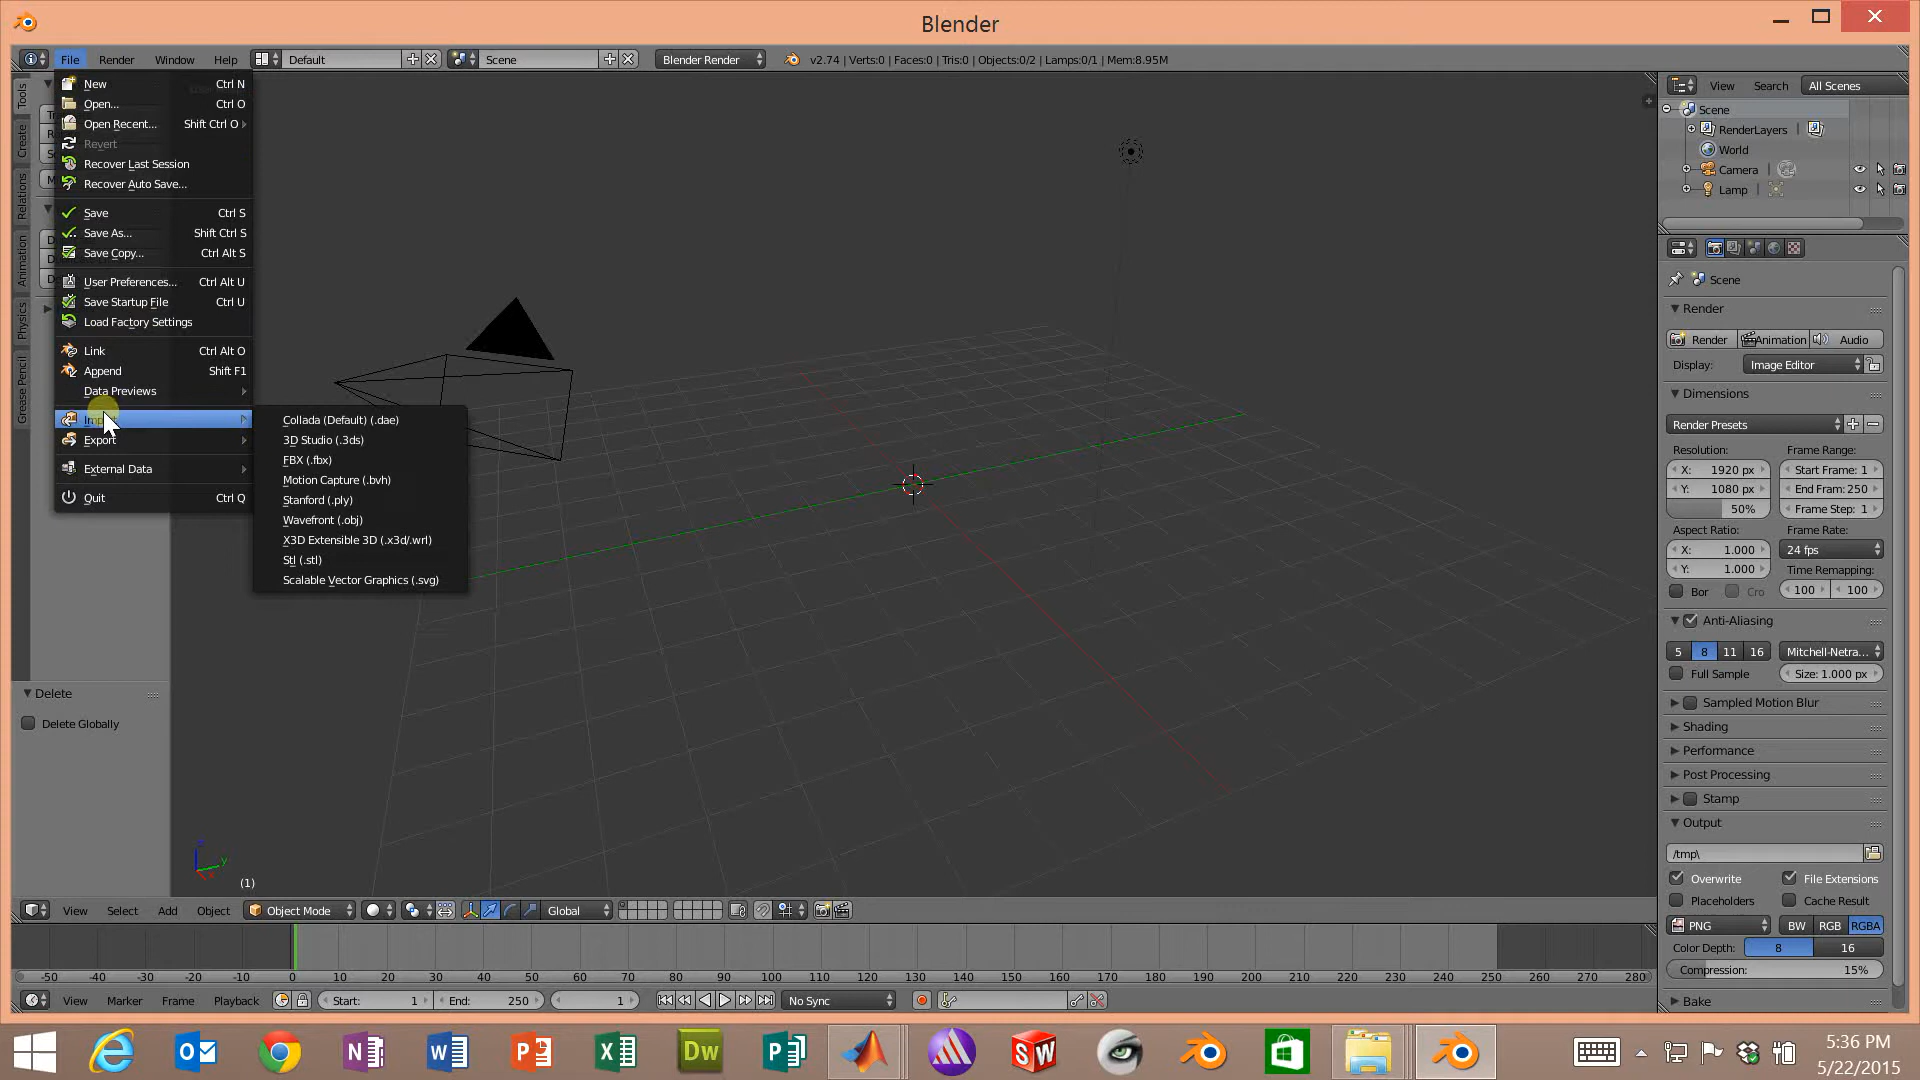 Blender
File Render Window Help Default Scene Blender Render v2.74 | Verts:0 | Faces:0 | Tris:0 | Objects:0/2 | Lamps:0/1 | Mem:8.95M
New Ctrl N
Open... Ctrl O
Open Recent... Shift Ctrl O
Revert
Recover Last Session
Recover Auto Save...
Save Ctrl S
Save As... Shift Ctrl S
Save Copy... Ctrl Alt S
User Preferences... Ctrl Alt U
Save Startup File Ctrl U
Load Factory Settings
Link Ctrl Alt O
Append Shift F1
Data Previews
Import
Export
External Data
Quit Ctrl Q
Collada (Default) (.dae)
3D Studio (.3ds)
FBX (.fbx)
Motion Capture (.bvh)
Stanford (.ply)
Wavefront (.obj)
X3D Extensible 3D (.x3d/.wrl)
Stl (.stl)
Scalable Vector Graphics (.svg)
Tools
Create
Relations
Animation
Physics
Grease Pencil
Delete
Delete Globally
(1)
View Select Add Object Object Mode Global
-50 -40 -30 -20 -10 0 10 20 30 40 50 60 70 80 90 100 110 120 130 140 150 160 170 180 190 200 210 220 230 240 250 260 270 280
View Marker Frame Playback Start: 1 End: 250 1 No Sync
View Search All Scenes
Scene
RenderLayers
World
Camera
Lamp
Scene
Render
Render Animation Audio
Display: Image Editor
Dimensions
Render Presets
Resolution: Frame Range:
X: 1920 px Start Frame: 1
Y: 1080 px End Fram: 250
50% Frame Step: 1
Aspect Ratio: Frame Rate:
X: 1.000 24 fps
Y: 1.000 Time Remapping:
Bor Cro 100 100
Anti-Aliasing
5 8 11 16 Mitchell-Netra...
Full Sample Size: 1.000 px
Sampled Motion Blur
Shading
Performance
Post Processing
Stamp
Output
/tmp\
Overwrite File Extensions
Placeholders Cache Result
PNG BW RGB RGBA
Color Depth: 8 16
Compression: 15%
Bake
5:36 PM
5/22/2015